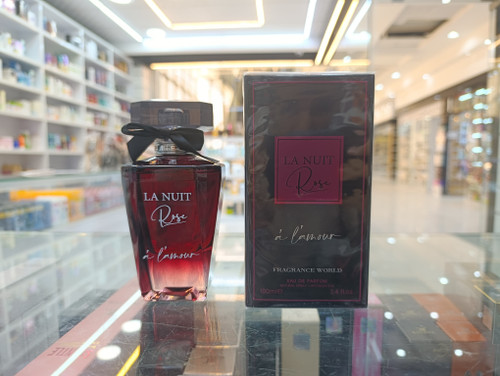 LA NUIT
Rose
à l'amour
LA NUIT
Rose
à l'amour
FRAGRANCE WORLD
EAU DE PARFUM